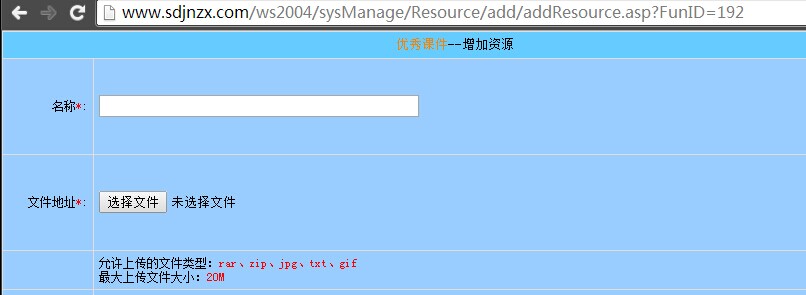 www.sdjnzx.com/ws2004/sysManage/Resource/add/addResource.asp?FunID=192
优秀课件--增加资源
名称*:
文件地址*: 选择文件 未选择文件
允许上传的文件类型：rar、zip、jpg、txt、gif
最大上传文件大小：20M